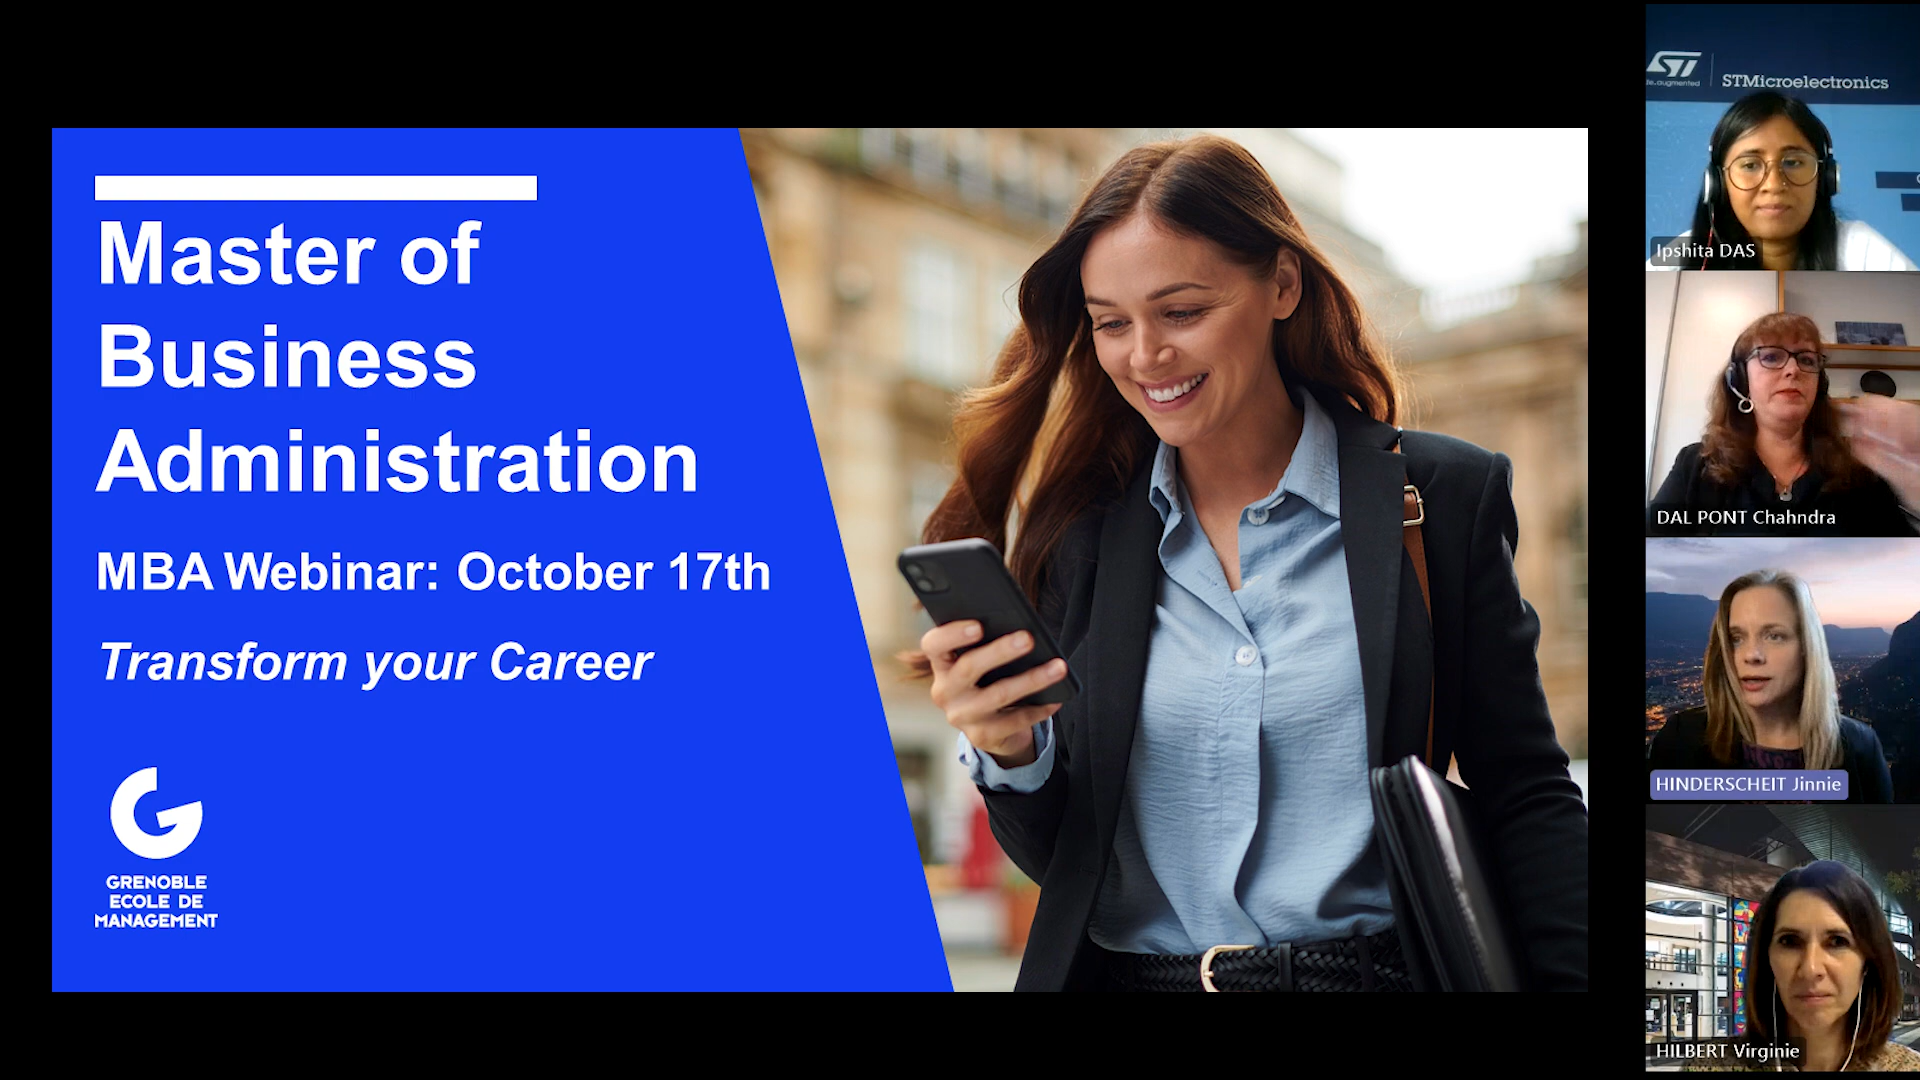 Master of
Business
Administration
MBA Webinar: October 17th
Transform your Career
GRENOBLE
ECOLE DE
MANAGEMENT
STMicroelectronics
Ipshita DAS
DAL PONT Chahndra
HINDERSCHEIT Jinnie
HILBERT Virginie